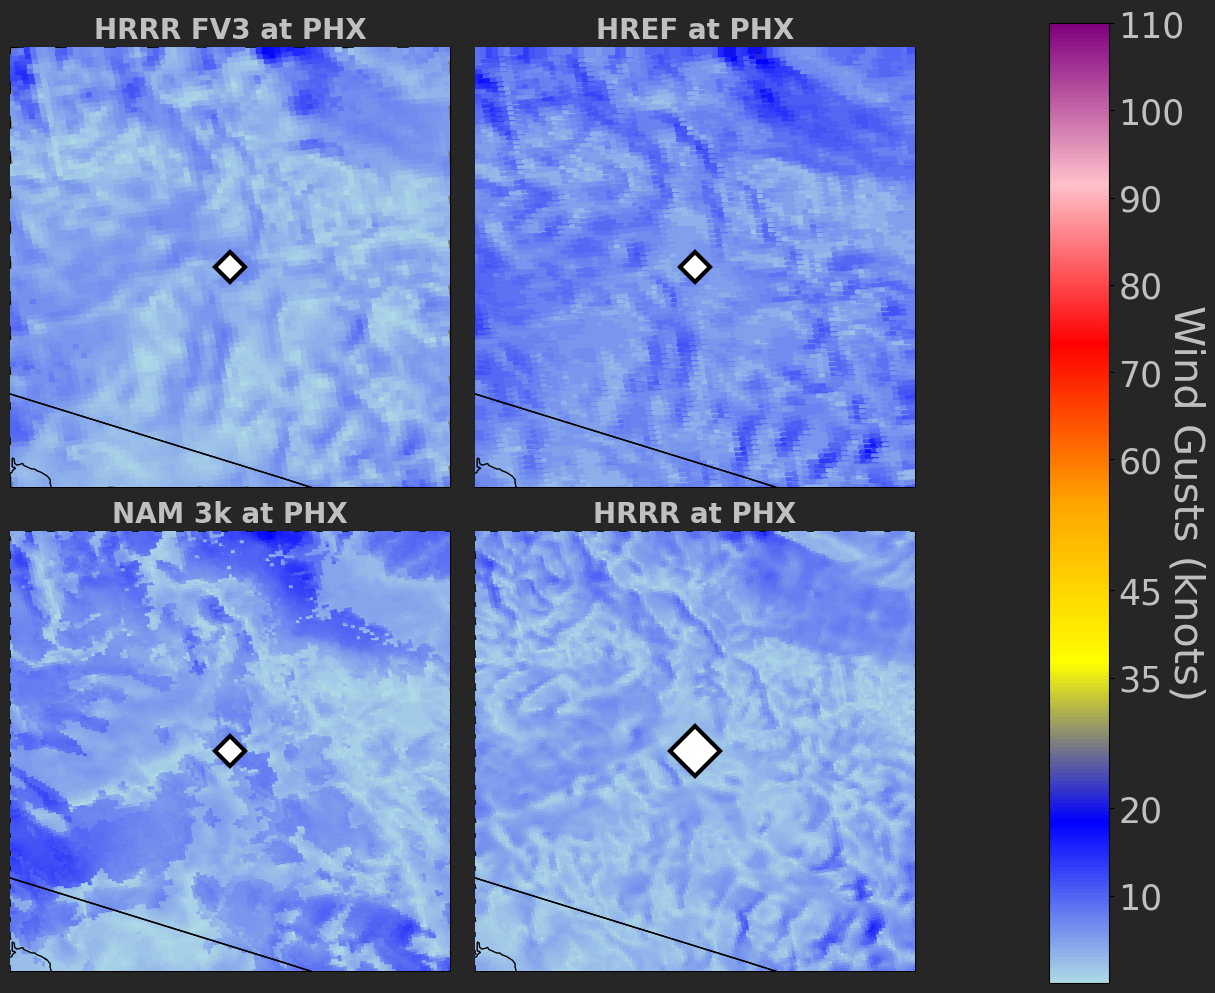 HRRR FV3 at PHX
HREF at PHX
NAM 3k at PHX
HRRR at PHX
110
100
90
80
70
60
45
35
20
10
Wind Gusts (knots)